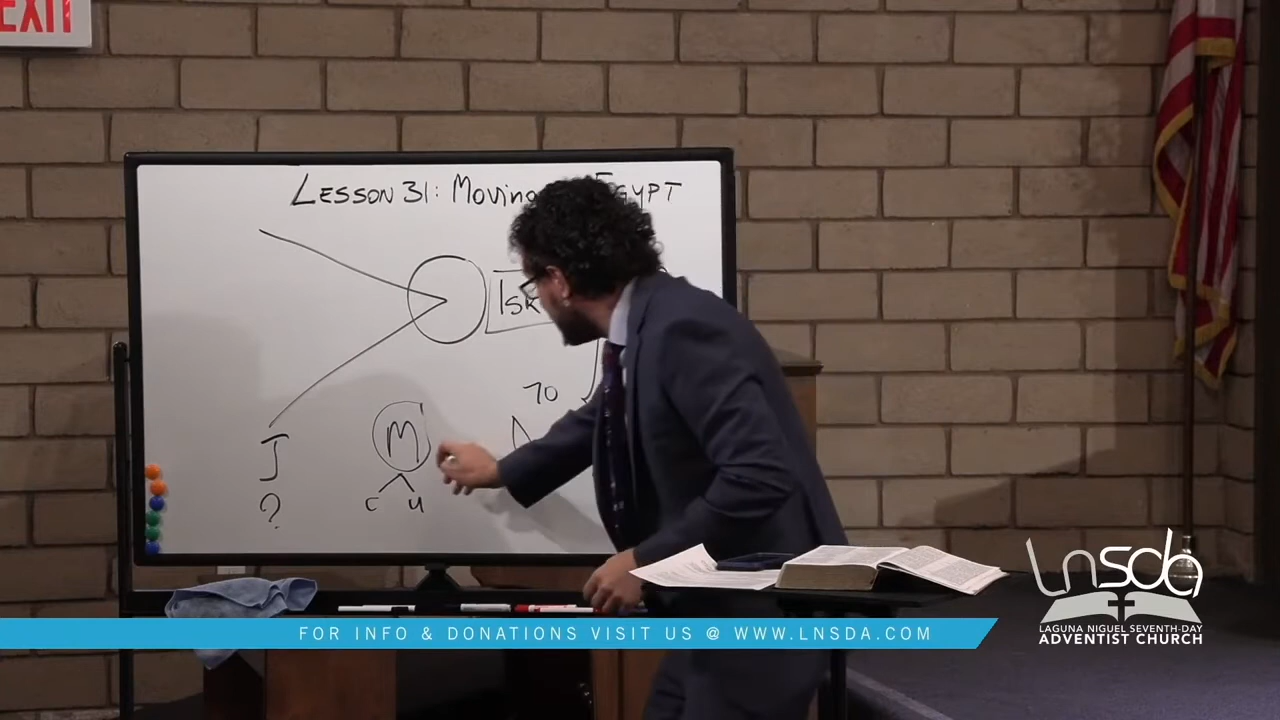 EXIT
LESSON 31: Moving EGYPT
Isr
70
J
M
?
C U
LNSDA
LAGUNA NIGUEL SEVENTH-DAY
ADVENTIST CHURCH
FOR INFO & DONATIONS VISIT US @ WWW.LNSDA.COM